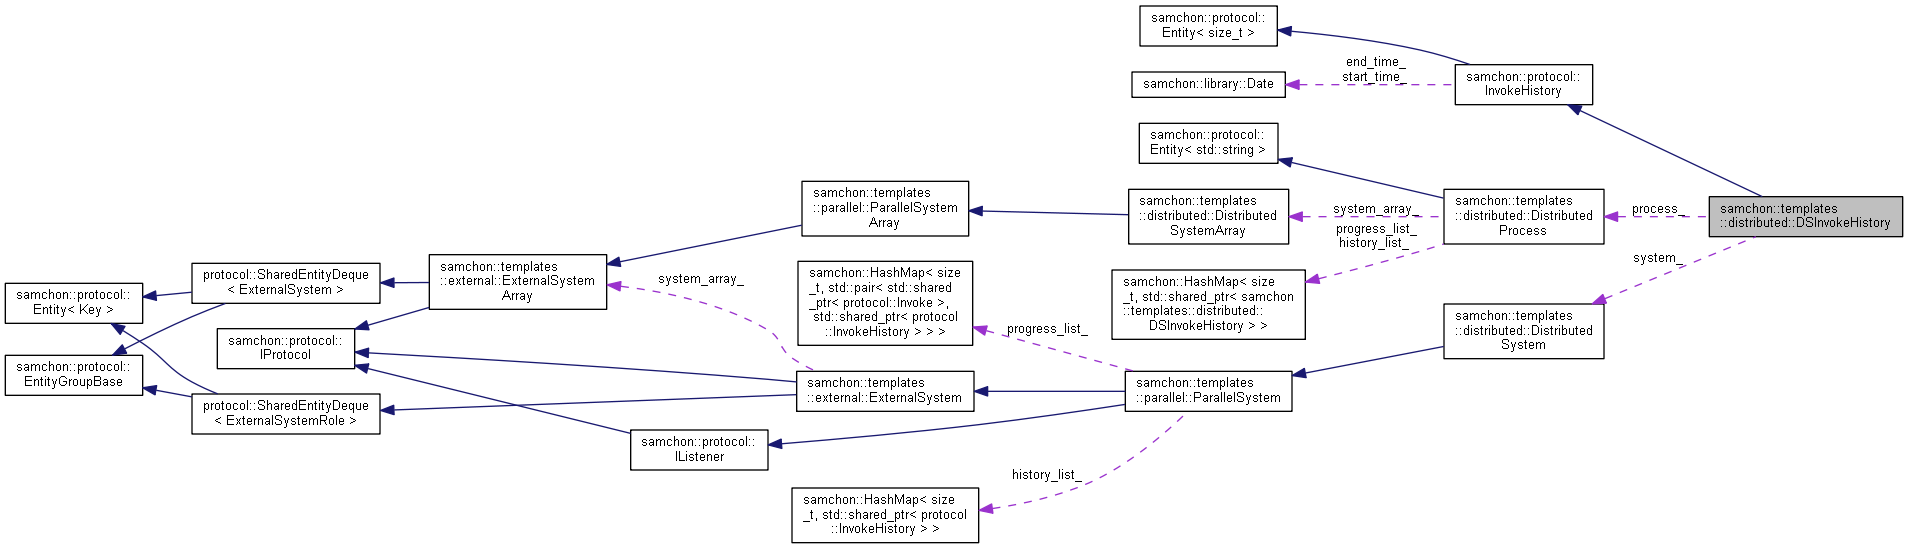 samchon::protocol::
Entity< size_t >
end_time_
start_time_
samchon::library::Date
samchon::protocol::
InvokeHistory
samchon::protocol::
Entity< std::string >
samchon::templates
::parallel::ParallelSystem
Array
samchon::templates
::distributed::Distributed
SystemArray
system_array_
progress_list_
history_list_
samchon::templates
::distributed::Distributed
Process
process_
samchon::templates
::distributed::DSInvokeHistory
system_
samchon::protocol::
Entity< Key >
protocol::SharedEntityDeque
< ExternalSystem >
samchon::templates
::external::ExternalSystem
Array
system_array_
samchon::HashMap< size
_t, std::pair< std::shared
_ptr< protocol::Invoke >,
std::shared_ptr< protocol
::InvokeHistory > > >
samchon::HashMap< size
_t, std::shared_ptr< samchon
::templates::distributed::
DSInvokeHistory > >
samchon::templates
::distributed::Distributed
System
samchon::protocol::
IProtocol
progress_list_
samchon::protocol::
EntityGroupBase
protocol::SharedEntityDeque
< ExternalSystemRole >
samchon::templates
::external::ExternalSystem
samchon::templates
::parallel::ParallelSystem
samchon::protocol::
IListener
history_list_
samchon::HashMap< size
_t, std::shared_ptr< protocol
::InvokeHistory > >